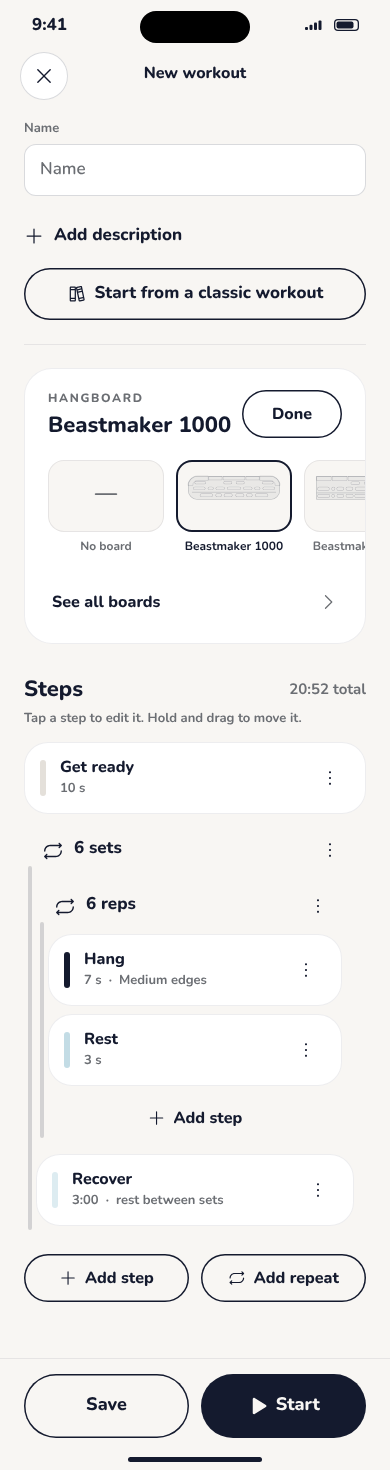 9:41
New workout
Name
Name
Add description
Start from a classic workout
HANGBOARD
Beastmaker 1000
Done
No board
Beastmaker 1000
Beastmak
See all boards
Steps
20:52 total
Tap a step to edit it. Hold and drag to move it.
Get ready
10 s
6 sets
6 reps
Hang
7 s · Medium edges
Rest
3 s
Add step
Recover
3:00 · rest between sets
Add step
Add repeat
Save
Start